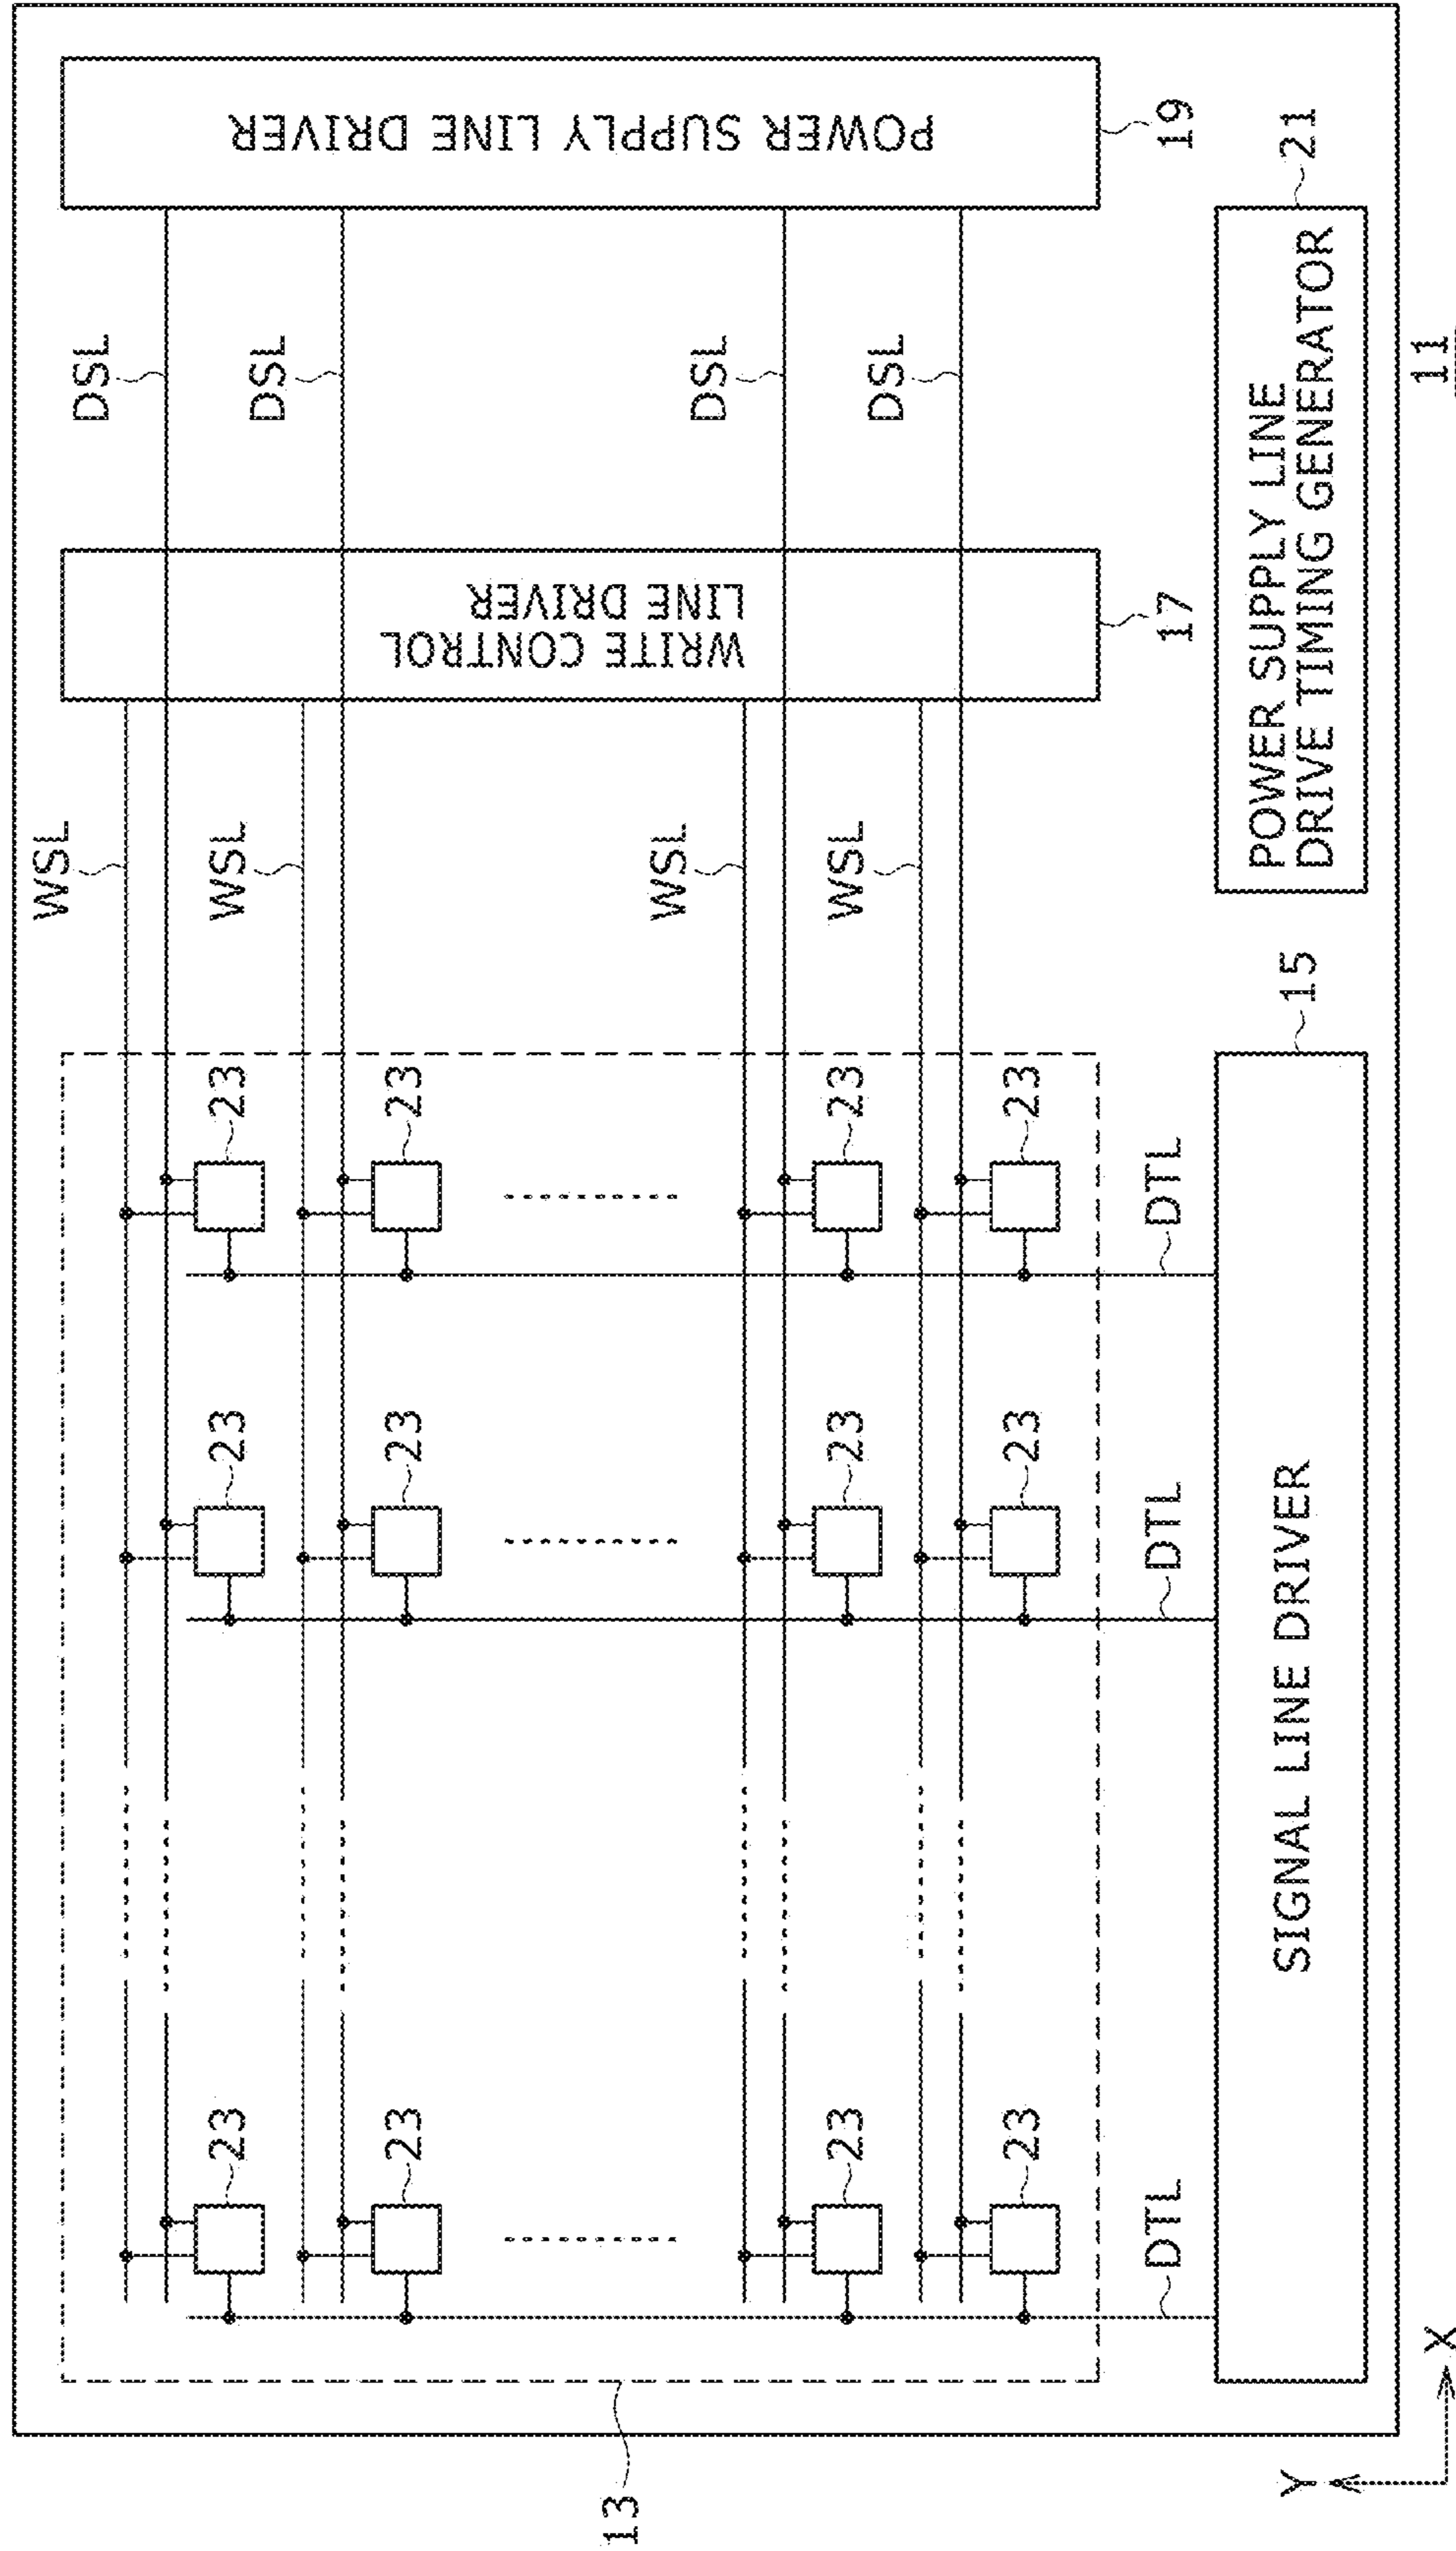 POWER SUPPLY LINE DRIVER
19
21
DSL
DSL
DSL
DSL
POWER SUPPLY LINE
DRIVE TIMING GENERATOR
11
WRITE CONTROL
LINE DRIVER
17
WSL
WSL
WSL
WSL
15
23
23
23
23
DTL
23
23
23
23
DTL
SIGNAL LINE DRIVER
23
23
23
23
DTL
13
X
Y